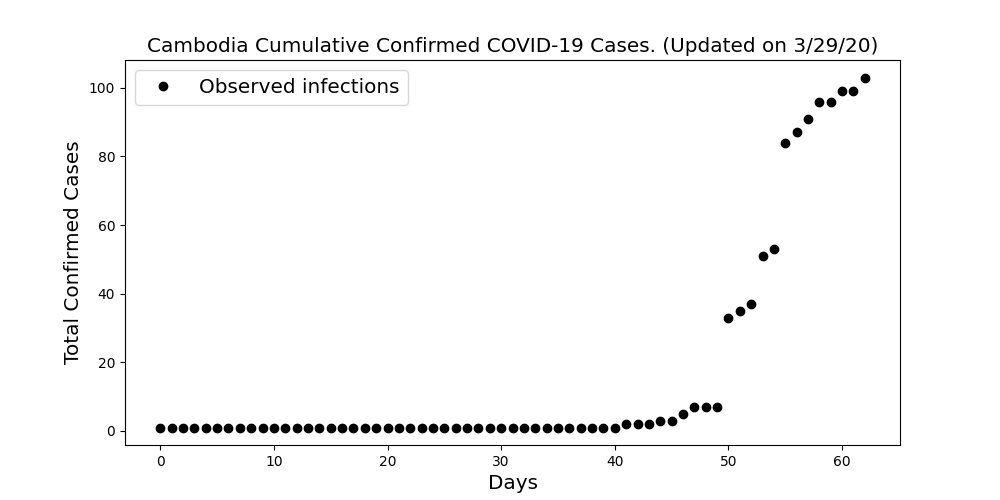 Cambodia Cumulative Confirmed COVID-19 Cases. (Updated on 3/29/20)
Observed infections
Total Confirmed Cases
100
80
60
40
20
0
0 10 20 30 40 50 60
Days